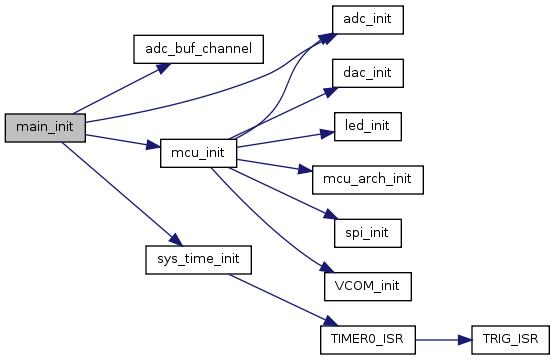 adc_init
adc_buf_channel
dac_init
main_init
led_init
mcu_init
mcu_arch_init
spi_init
sys_time_init
VCOM_init
TIMER0_ISR
TRIG_ISR